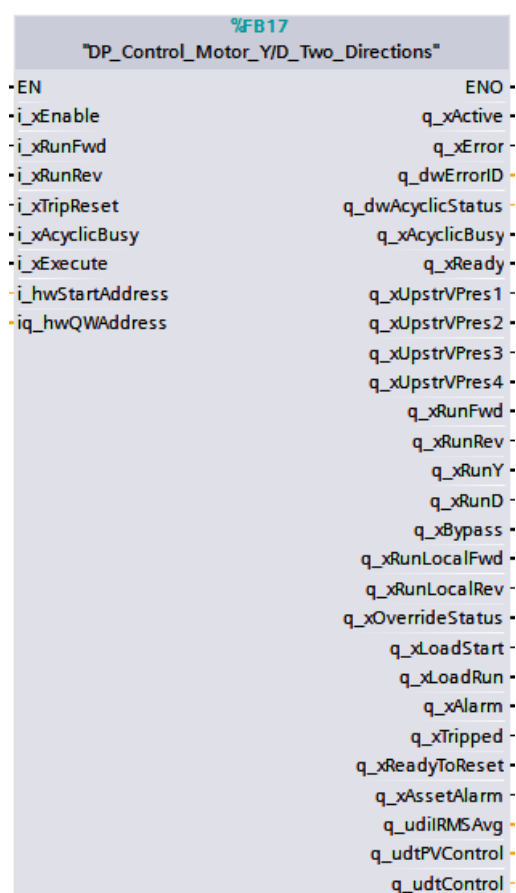 %FB17
"DP_Control_Motor_Y/D_Two_Directions"
EN ENO
i_xEnable q_xActive
i_xRunFwd q_xError
i_xRunRev q_dwErrorID
i_xTripReset q_dwAcyclicStatus
i_xAcyclicBusy q_xAcyclicBusy
i_xExecute q_xReady
i_hwStartAddress q_xUpstrVPres1
iq_hwQWAddress q_xUpstrVPres2
q_xUpstrVPres3
q_xUpstrVPres4
q_xRunFwd
q_xRunRev
q_xRunY
q_xRunD
q_xBypass
q_xRunLocalFwd
q_xRunLocalRev
q_xOverrideStatus
q_xLoadStart
q_xLoadRun
q_xAlarm
q_xTripped
q_xReadyToReset
q_xAssetAlarm
q_udiIRMSAvg
q_udtPVControl
q_udtControl